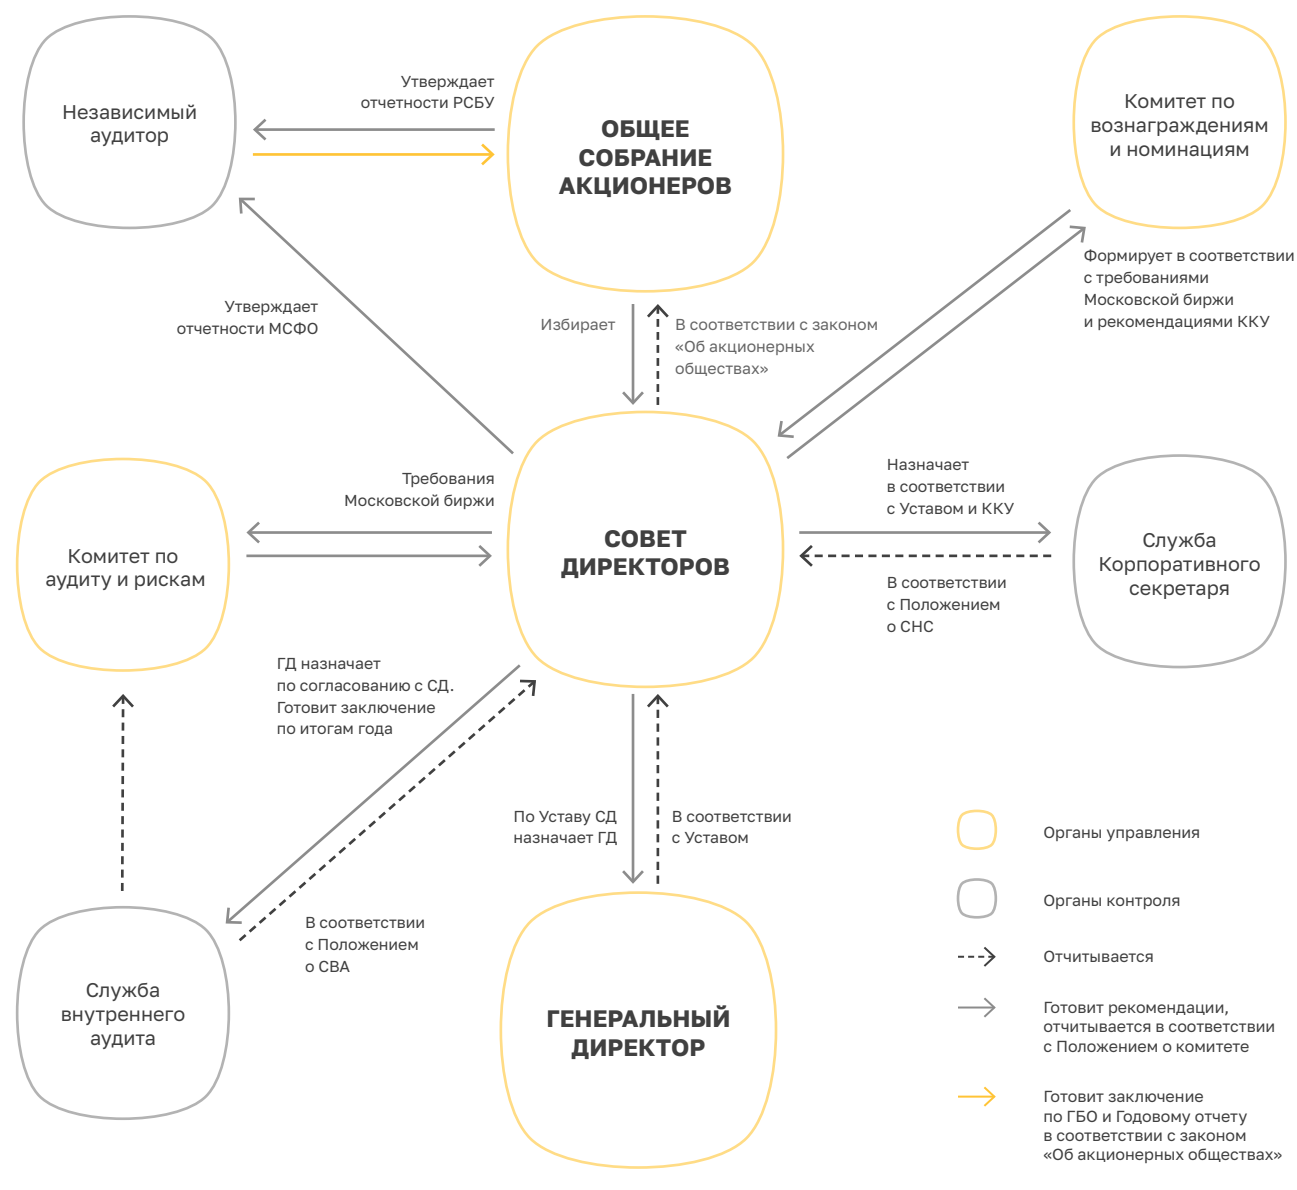 Независимый
аудитор
Утверждает
отчетности РСБУ
ОБЩЕЕ
СОБРАНИЕ
АКЦИОНЕРОВ
Комитет по
вознаграждениям
и номинациям
Утверждает
отчетности МСФО
Избирает
В соответствии с законом
«Об акционерных
обществах»
Формирует в соответствии
с требованиями
Московской биржи
и рекомендациями ККУ
Комитет по
аудиту и рискам
Требования
Московской биржи
СОВЕТ
ДИРЕКТОРОВ
Назначает
в соответствии
с Уставом и ККУ
В соответствии
с Положением
о СНС
Служба
Корпоративного
секретаря
ГД назначает
по согласованию с СД.
Готовит заключение
по итогам года
В соответствии
с Положением
о СВА
По Уставу СД
назначает ГД
В соответствии
с Уставом
Служба
внутреннего
аудита
ГЕНЕРАЛЬНЫЙ
ДИРЕКТОР
Органы управления
Органы контроля
Отчитывается
Готовит рекомендации,
отчитывается в соответствии
с Положением о комитете
Готовит заключение
по ГБО и Годовому отчету
в соответствии с законом
«Об акционерных обществах»